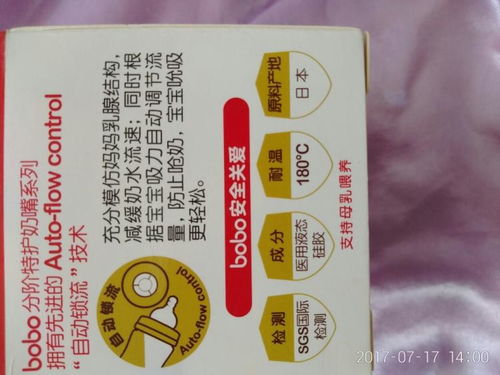 bobo 分阶特护奶嘴系列
拥有先进的 Auto-flow control
“自动锁流”技术
自动锁流
Auto-flow control
充分模仿妈妈乳腺结构，
减缓奶水流速；同时根
据宝宝吸力自动调节流
量，防止呛奶，宝宝吮吸
更轻松。
bobo安全关爱
检测
SGS国际
检测
成分
医用液态
硅胶
耐温
180°C
原料产地
日本
支持母乳喂养
2017-07-17 14:00